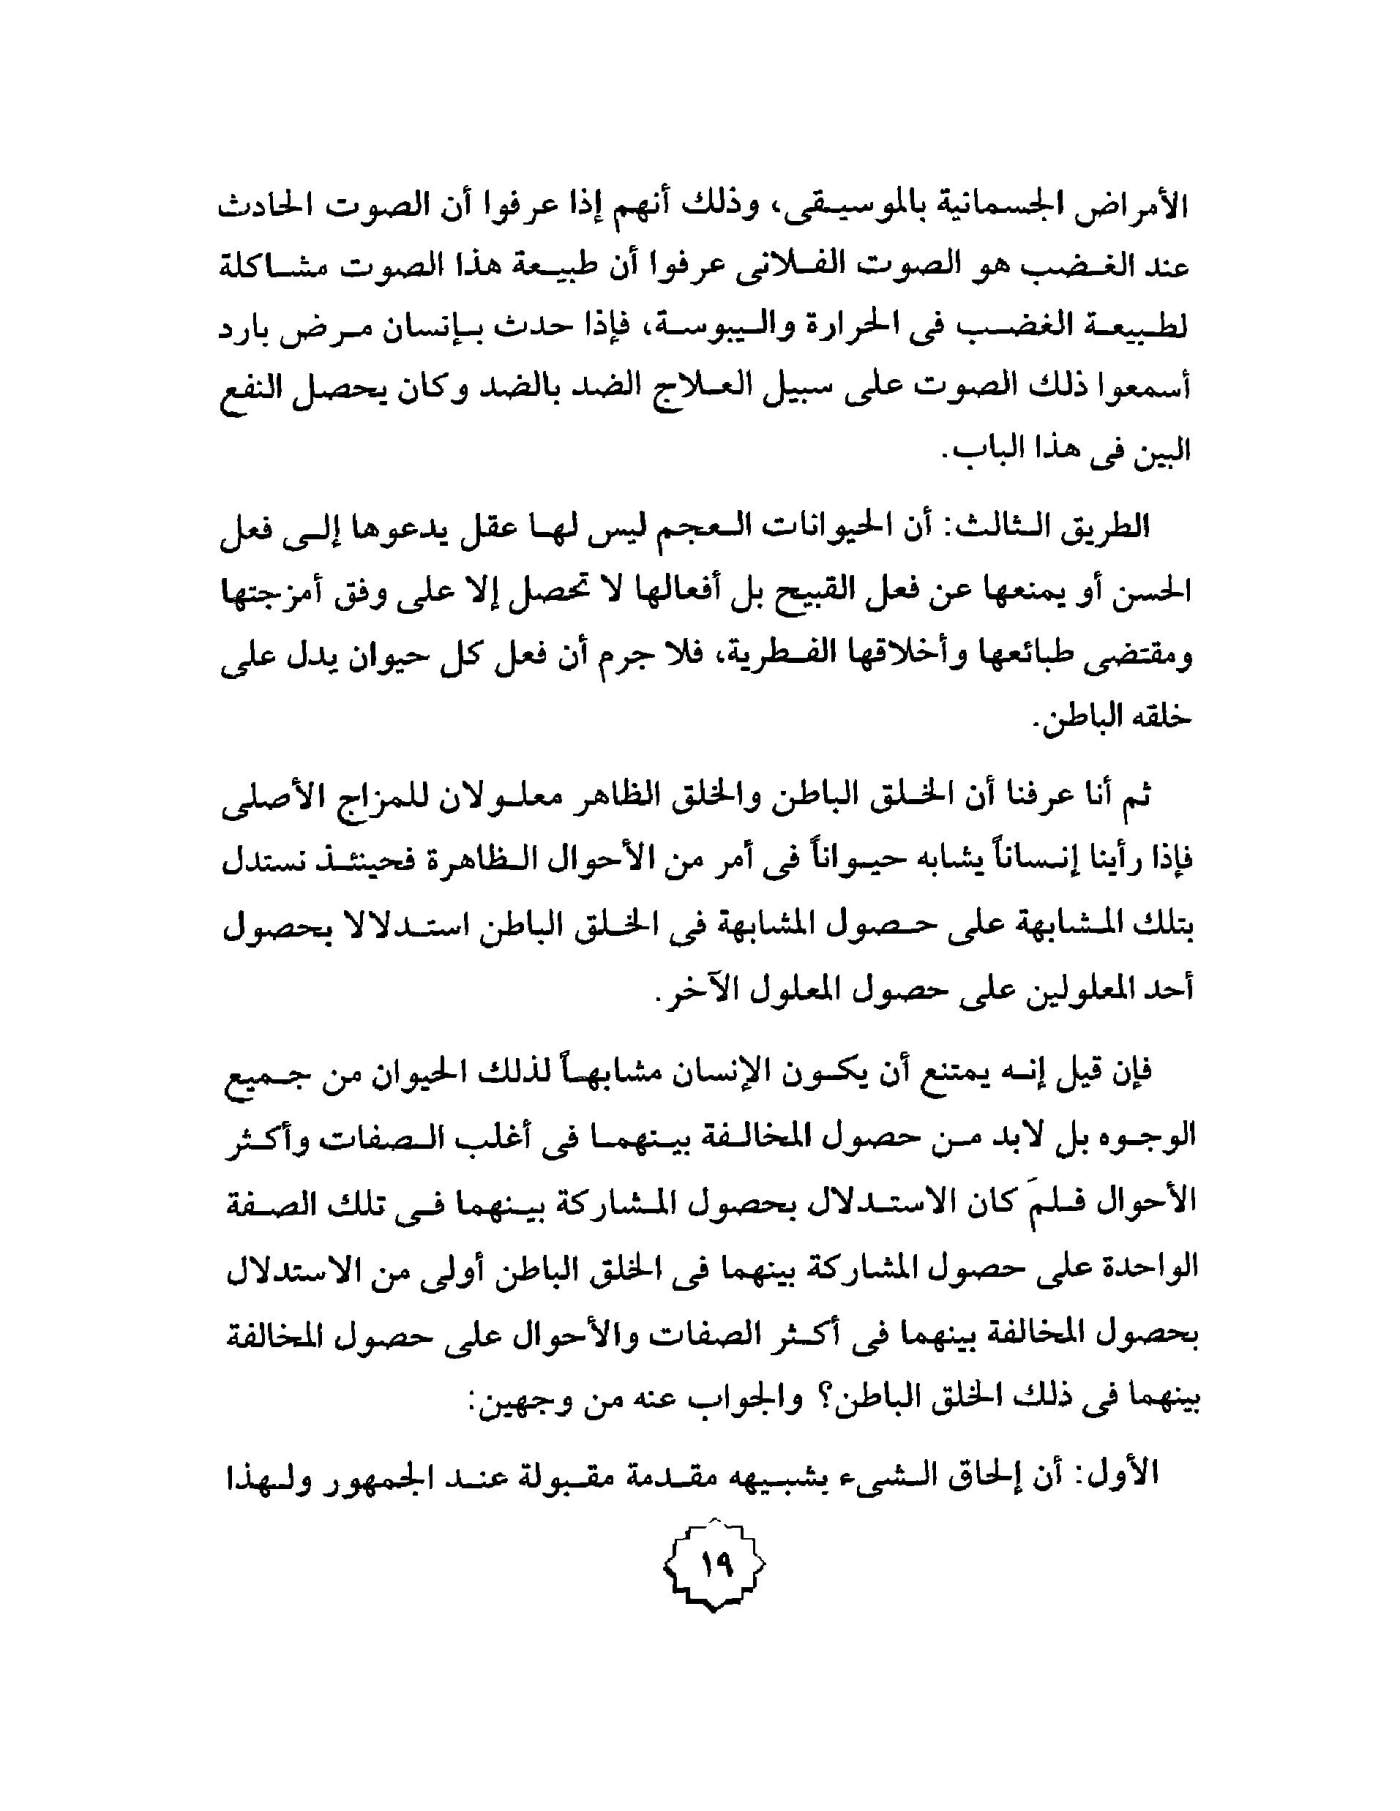 الأمراض الجسمانية بالموسيقى، وذلك أنهم إذا عرفوا أن الصوت الحادث
عند الغضب هو الصوت الفلانى عرفوا أن طبيعة هذا الصوت مشاكلة
لطبيعة الغضب فى الحرارة واليبوسة، فإذا حدث بإنسان مرض بارد
أسمعوا ذلك الصوت على سبيل العلاج الضد بالضد وكان يحصل النفع
البين فى هذا الباب.
الطريق الثالث: أن الحيوانات العجم ليس لها عقل يدعوها إلى فعل
الحسن أو يمنعها عن فعل القبيح بل أفعالها لا تحصل إلا على وفق أمزجتها
ومقتضى طبائعها وأخلاقها الفطرية، فلا جرم أن فعل كل حيوان يدل على
خلقه الباطن.
ثم أنا عرفنا أن الخلق الباطن والخلق الظاهر معلولان للمزاج الأصلى
فإذا رأينا إنساناً يشابه حيواناً فى أمر من الأحوال الظاهرة فحينئذ نستدل
بتلك المشابهة على حصول المشابهة فى الخلق الباطن استدلالا بحصول
أحد المعلولين على حصول المعلول الآخر.
فإن قيل إنه يمتنع أن يكون الإنسان مشابهاً لذلك الحيوان من جميع
الوجوه بل لابد من حصول المخالفة بينهما فى أغلب الصفات وأكثر
الأحوال فلمَ كان الاستدلال بحصول المشاركة بينهما فى تلك الصفة
الواحدة على حصول المشاركة بينهما فى الخلق الباطن أولى من الاستدلال
بحصول المخالفة بينهما فى أكثر الصفات والأحوال على حصول المخالفة
بينهما فى ذلك الخلق الباطن؟ والجواب عنه من وجهين:
الأول: أن إلحاق الشىء بشبيهه مقدمة مقبولة عند الجمهور ولهذا
١٩